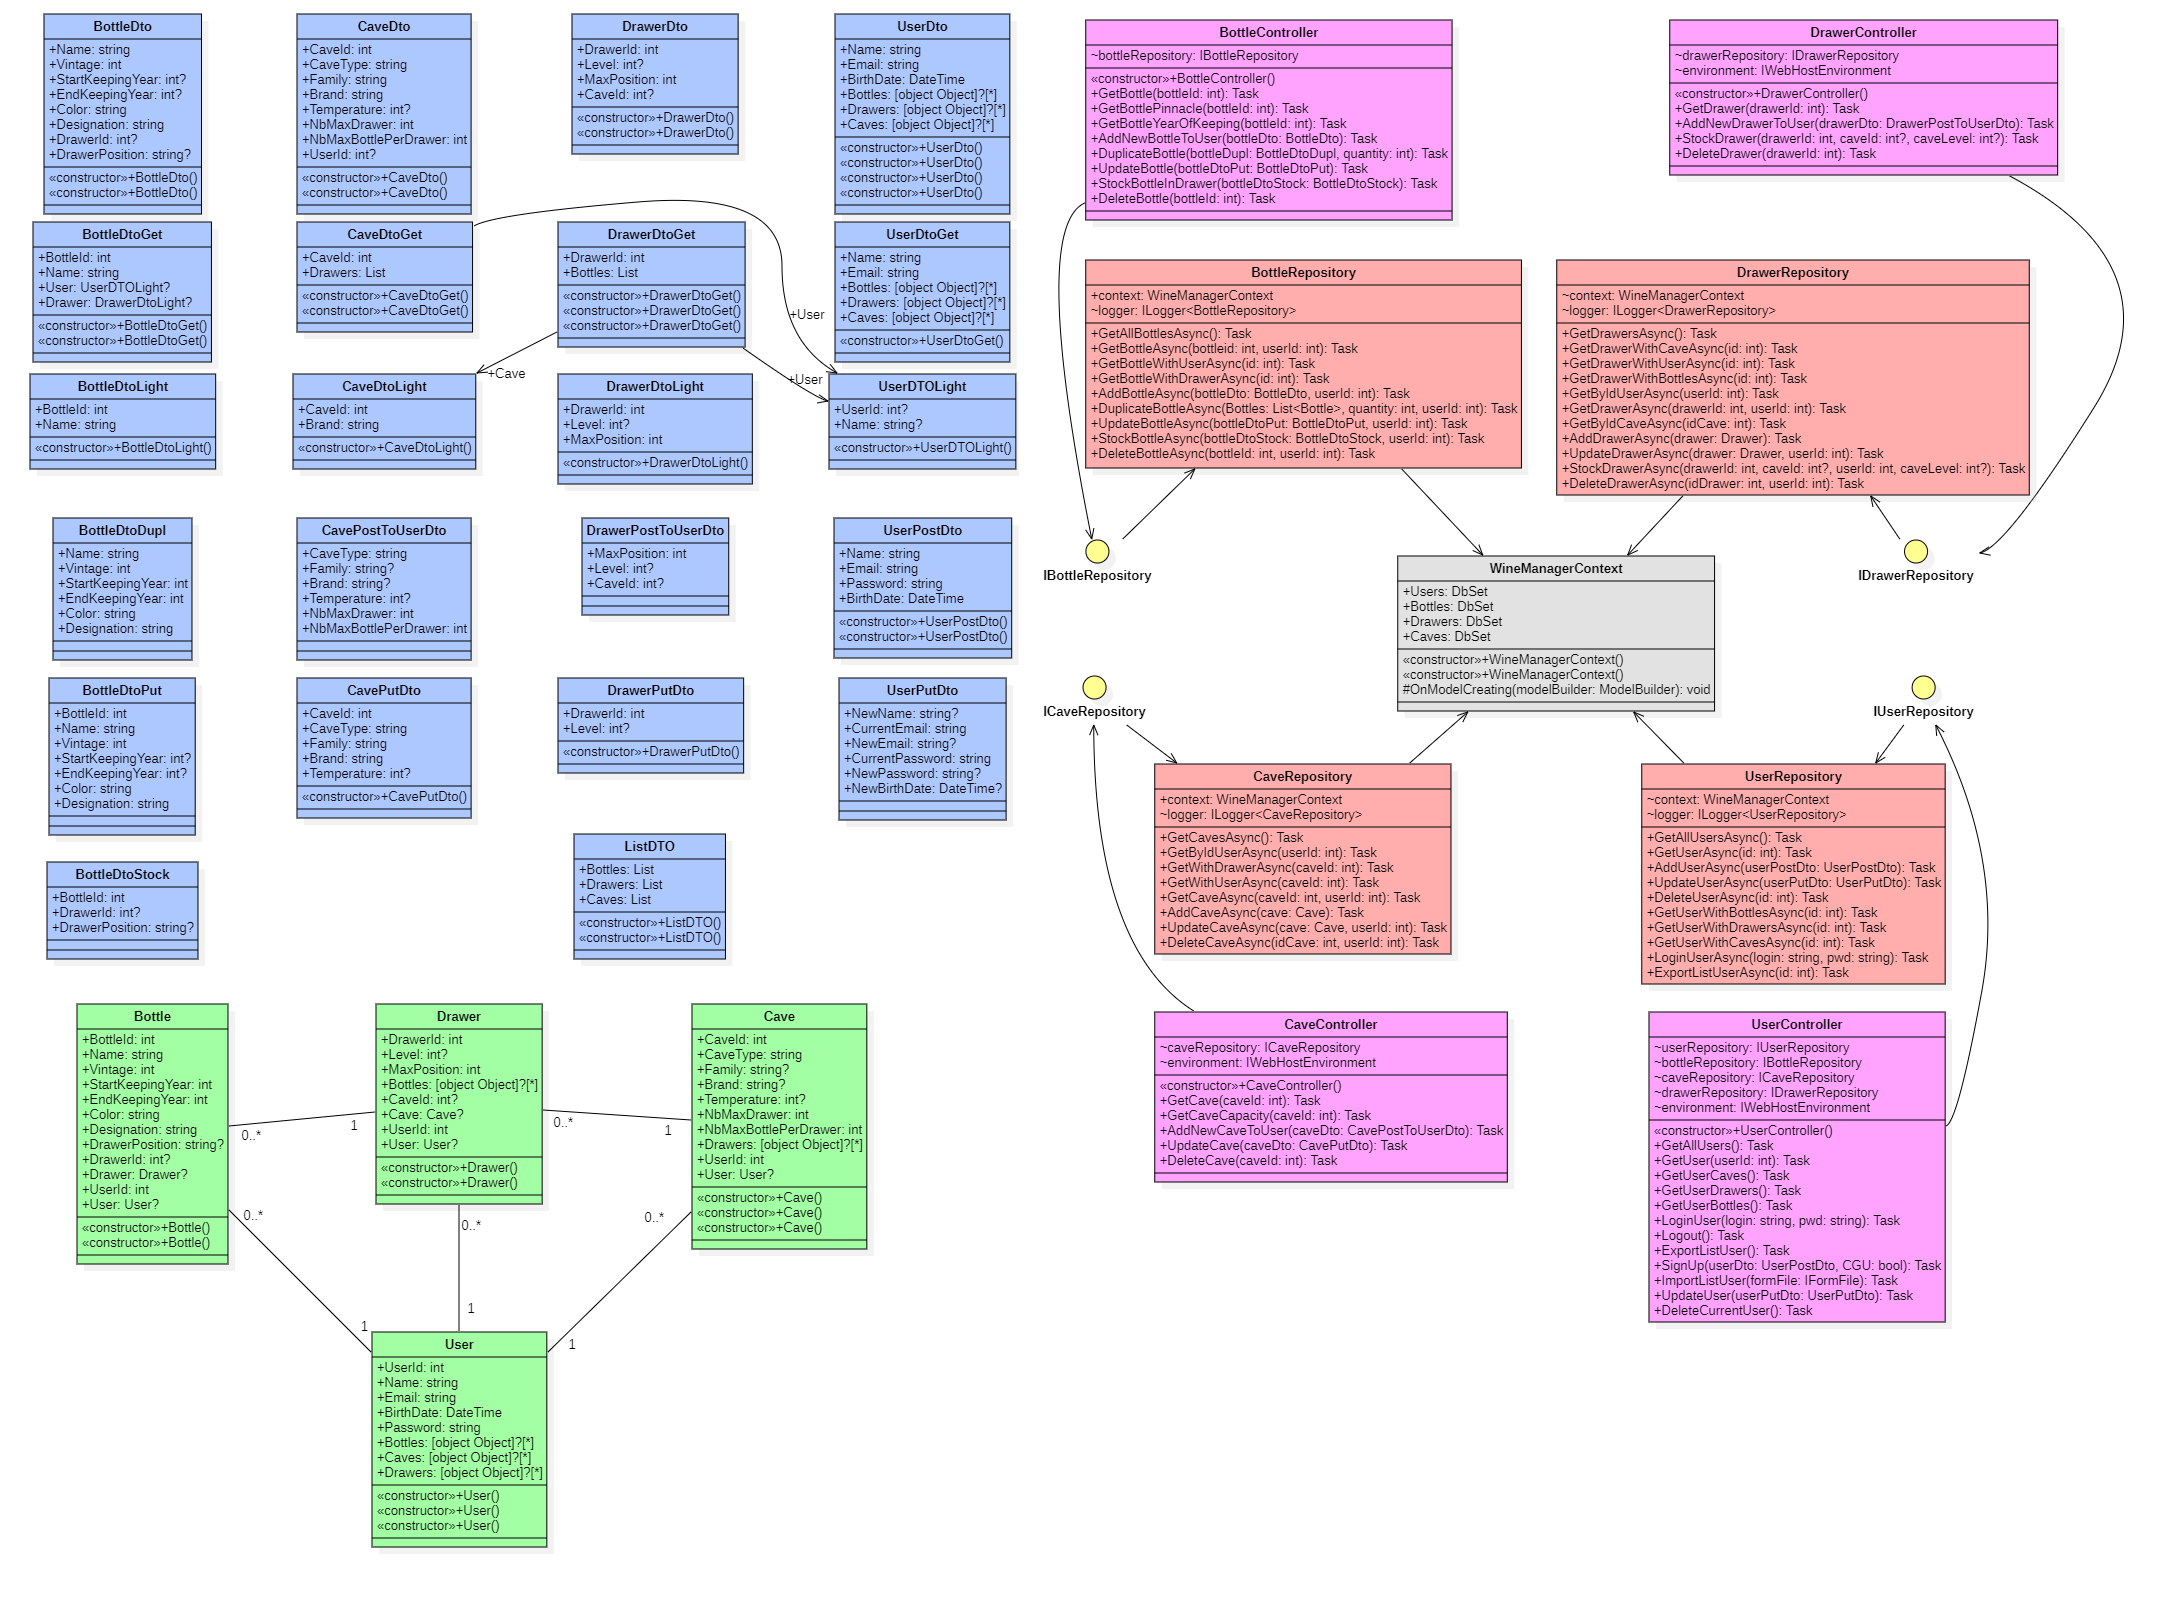 BottleDto
+Name: string
+Vintage: int
+StartKeepingYear: int?
+EndKeepingYear: int?
+Color: string
+Designation: string
+DrawerId: int?
+DrawerPosition: string?
«constructor»+BottleDto()
«constructor»+BottleDto()
CaveDto
+CaveId: int
+CaveType: string
+Family: string
+Brand: string
+Temperature: int?
+NbMaxDrawer: int
+NbMaxBottlePerDrawer: int
+UserId: int?
«constructor»+CaveDto()
«constructor»+CaveDto()
DrawerDto
+DrawerId: int
+Level: int?
+MaxPosition: int
+CaveId: int?
«constructor»+DrawerDto()
«constructor»+DrawerDto()
UserDto
+Name: string
+Email: string
+BirthDate: DateTime
+Bottles: [object Object]?[*]
+Drawers: [object Object]?[*]
+Caves: [object Object]?[*]
«constructor»+UserDto()
«constructor»+UserDto()
«constructor»+UserDto()
«constructor»+UserDto()
BottleDtoGet
+BottleId: int
+Name: string
+User: UserDTOLight?
+Drawer: DrawerDtoLight?
«constructor»+BottleDtoGet()
«constructor»+BottleDtoGet()
CaveDtoGet
+CaveId: int
+Drawers: List
«constructor»+CaveDtoGet()
«constructor»+CaveDtoGet()
DrawerDtoGet
+DrawerId: int
+Bottles: List
«constructor»+DrawerDtoGet()
«constructor»+DrawerDtoGet()
«constructor»+DrawerDtoGet()
UserDtoGet
+Name: string
+Email: string
+Bottles: [object Object]?[*]
+Drawers: [object Object]?[*]
+Caves: [object Object]?[*]
«constructor»+UserDtoGet()
+User
+Cave
+User
BottleDtoLight
+BottleId: int
+Name: string
«constructor»+BottleDtoLight()
CaveDtoLight
+CaveId: int
+Brand: string
«constructor»+CaveDtoLight()
DrawerDtoLight
+DrawerId: int
+Level: int?
+MaxPosition: int
«constructor»+DrawerDtoLight()
UserDTOLight
+UserId: int?
+Name: string?
«constructor»+UserDTOLight()
BottleDtoDupl
+Name: string
+Vintage: int
+StartKeepingYear: int
+EndKeepingYear: int
+Color: string
+Designation: string
CavePostToUserDto
+CaveType: string
+Family: string?
+Brand: string?
+Temperature: int?
+NbMaxDrawer: int
+NbMaxBottlePerDrawer: int
DrawerPostToUserDto
+MaxPosition: int
+Level: int?
+CaveId: int?
UserPostDto
+Name: string
+Email: string
+Password: string
+BirthDate: DateTime
«constructor»+UserPostDto()
«constructor»+UserPostDto()
BottleDtoPut
+BottleId: int
+Name: string
+Vintage: int
+StartKeepingYear: int?
+EndKeepingYear: int?
+Color: string
+Designation: string
CavePutDto
+CaveId: int
+CaveType: string
+Family: string
+Brand: string
+Temperature: int?
«constructor»+CavePutDto()
DrawerPutDto
+DrawerId: int
+Level: int?
«constructor»+DrawerPutDto()
UserPutDto
+NewName: string?
+CurrentEmail: string
+NewEmail: string?
+CurrentPassword: string
+NewPassword: string?
+NewBirthDate: DateTime?
BottleDtoStock
+BottleId: int
+DrawerId: int?
+DrawerPosition: string?
ListDTO
+Bottles: List
+Drawers: List
+Caves: List
«constructor»+ListDTO()
«constructor»+ListDTO()
Bottle
+BottleId: int
+Name: string
+Vintage: int
+StartKeepingYear: int
+EndKeepingYear: int
+Color: string
+Designation: string
+DrawerPosition: string?
+DrawerId: int?
+Drawer: Drawer?
+UserId: int
+User: User?
«constructor»+Bottle()
«constructor»+Bottle()
0..*
1
Drawer
+DrawerId: int
+Level: int?
+MaxPosition: int
+Bottles: [object Object]?[*]
+CaveId: int?
+Cave: Cave?
+UserId: int
+User: User?
«constructor»+Drawer()
«constructor»+Drawer()
0..*
1
Cave
+CaveId: int
+CaveType: string
+Family: string?
+Brand: string?
+Temperature: int?
+NbMaxDrawer: int
+NbMaxBottlePerDrawer: int
+Drawers: [object Object]?[*]
+UserId: int
+User: User?
«constructor»+Cave()
«constructor»+Cave()
«constructor»+Cave()
0..*
0..*
0..*
1
1
1
User
+UserId: int
+Name: string
+Email: string
+BirthDate: DateTime
+Password: string
+Bottles: [object Object]?[*]
+Caves: [object Object]?[*]
+Drawers: [object Object]?[*]
«constructor»+User()
«constructor»+User()
«constructor»+User()
BottleController
~bottleRepository: IBottleRepository
«constructor»+BottleController()
+GetBottle(bottleId: int): Task
+GetBottlePinnacle(bottleId: int): Task
+GetBottleYearOfKeeping(bottleId: int): Task
+AddNewBottleToUser(bottleDto: BottleDto): Task
+DuplicateBottle(bottleDupl: BottleDtoDupl, quantity: int): Task
+UpdateBottle(bottleDtoPut: BottleDtoPut): Task
+StockBottleInDrawer(bottleDtoStock: BottleDtoStock): Task
+DeleteBottle(bottleId: int): Task
DrawerController
~drawerRepository: IDrawerRepository
~environment: IWebHostEnvironment
«constructor»+DrawerController()
+GetDrawer(drawerId: int): Task
+AddNewDrawerToUser(drawerDto: DrawerPostToUserDto): Task
+StockDrawer(drawerId: int, caveId: int?, caveLevel: int?): Task
+DeleteDrawer(drawerId: int): Task
BottleRepository
+context: WineManagerContext
~logger: ILogger<BottleRepository>
+GetAllBottlesAsync(): Task
+GetBottleAsync(bottleid: int, userId: int): Task
+GetBottleWithUserAsync(id: int): Task
+GetBottleWithDrawerAsync(id: int): Task
+AddBottleAsync(bottleDto: BottleDto, userId: int): Task
+DuplicateBottleAsync(Bottles: List<Bottle>, quantity: int, userId: int): Task
+UpdateBottleAsync(bottleDtoPut: BottleDtoPut, userId: int): Task
+StockBottleAsync(bottleDtoStock: BottleDtoStock, userId: int): Task
+DeleteBottleAsync(bottleId: int, userId: int): Task
DrawerRepository
~context: WineManagerContext
~logger: ILogger<DrawerRepository>
+GetDrawersAsync(): Task
+GetDrawerWithCaveAsync(id: int): Task
+GetDrawerWithUserAsync(id: int): Task
+GetDrawerWithBottlesAsync(id: int): Task
+GetByIdUserAsync(userId: int): Task
+GetDrawerAsync(drawerId: int, userId: int): Task
+GetByIdCaveAsync(idCave: int): Task
+AddDrawerAsync(drawer: Drawer): Task
+UpdateDrawerAsync(drawer: Drawer, userId: int): Task
+StockDrawerAsync(drawerId: int, caveId: int?, userId: int, caveLevel: int?): Task
+DeleteDrawerAsync(idDrawer: int, userId: int): Task
IBottleRepository
IDrawerRepository
WineManagerContext
+Users: DbSet
+Bottles: DbSet
+Drawers: DbSet
+Caves: DbSet
«constructor»+WineManagerContext()
«constructor»+WineManagerContext()
#OnModelCreating(modelBuilder: ModelBuilder): void
ICaveRepository
IUserRepository
CaveRepository
+context: WineManagerContext
~logger: ILogger<CaveRepository>
+GetCavesAsync(): Task
+GetByIdUserAsync(userId: int): Task
+GetWithDrawerAsync(caveId: int): Task
+GetWithUserAsync(caveId: int): Task
+GetCaveAsync(caveId: int, userId: int): Task
+AddCaveAsync(cave: Cave): Task
+UpdateCaveAsync(cave: Cave, userId: int): Task
+DeleteCaveAsync(idCave: int, userId: int): Task
UserRepository
~context: WineManagerContext
~logger: ILogger<UserRepository>
+GetAllUsersAsync(): Task
+GetUserAsync(id: int): Task
+AddUserAsync(userPostDto: UserPostDto): Task
+UpdateUserAsync(userPutDto: UserPutDto): Task
+DeleteUserAsync(id: int): Task
+GetUserWithBottlesAsync(id: int): Task
+GetUserWithDrawersAsync(id: int): Task
+GetUserWithCavesAsync(id: int): Task
+LoginUserAsync(login: string, pwd: string): Task
+ExportListUserAsync(id: int): Task
CaveController
~caveRepository: ICaveRepository
~environment: IWebHostEnvironment
«constructor»+CaveController()
+GetCave(caveId: int): Task
+GetCaveCapacity(caveId: int): Task
+AddNewCaveToUser(caveDto: CavePostToUserDto): Task
+UpdateCave(caveDto: CavePutDto): Task
+DeleteCave(caveId: int): Task
UserController
~userRepository: IUserRepository
~bottleRepository: IBottleRepository
~caveRepository: ICaveRepository
~drawerRepository: IDrawerRepository
~environment: IWebHostEnvironment
«constructor»+UserController()
+GetAllUsers(): Task
+GetUser(userId: int): Task
+GetUserCaves(): Task
+GetUserDrawers(): Task
+GetUserBottles(): Task
+LoginUser(login: string, pwd: string): Task
+Logout(): Task
+ExportListUser(): Task
+SignUp(userDto: UserPostDto, CGU: bool): Task
+ImportListUser(formFile: IFormFile): Task
+UpdateUser(userPutDto: UserPutDto): Task
+DeleteCurrentUser(): Task